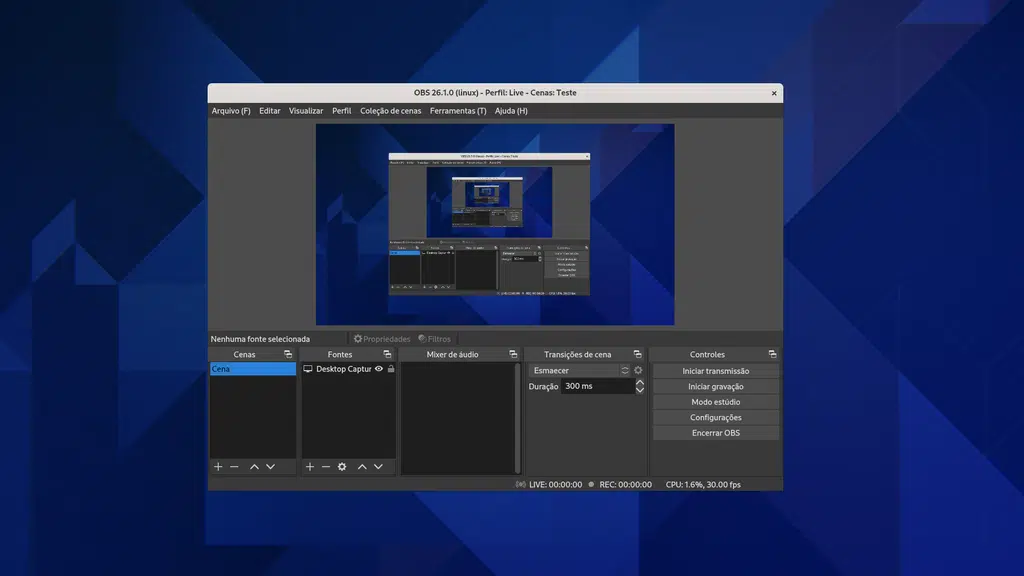 OBS 26.1.0 (linux) - Perfil: Live - Cenas: Teste
Arquivo (F) Editar Visualizar Perfil Coleção de cenas Ferramentas (T) Ajuda (H)
Nenhuma fonte selecionada Propriedades Filtros
Cenas Fontes Mixer de áudio Transições de cena Controles
Cena Desktop Captur Esmaecer Iniciar transmissão
Duração 300 ms Iniciar gravação
Modo estúdio
Configurações
Encerrar OBS
LIVE: 00:00:00 REC: 00:00:00 CPU: 1.6%, 30.00 fps